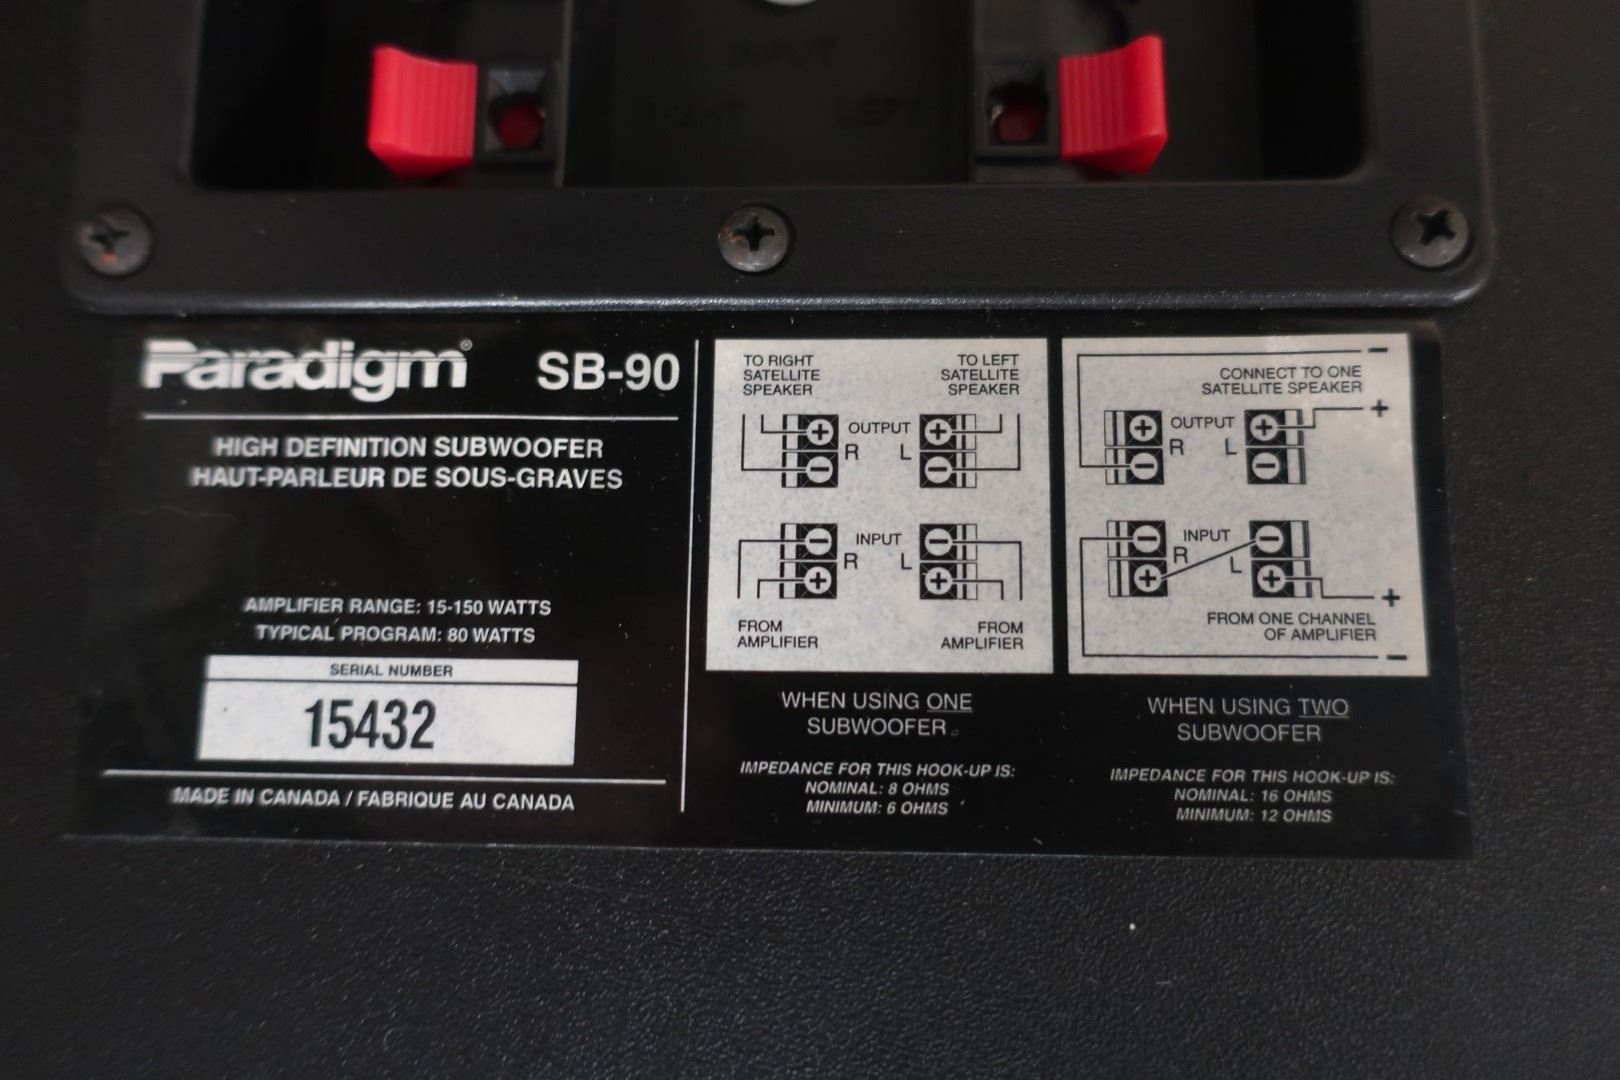 INPUT
RIGHT LEFT
Paradigm® SB-90
HIGH DEFINITION SUBWOOFER
HAUT-PARLEUR DE SOUS-GRAVES
AMPLIFIER RANGE: 15-150 WATTS
TYPICAL PROGRAM: 80 WATTS
SERIAL NUMBER
15432
MADE IN CANADA / FABRIQUE AU CANADA
TO RIGHT
SATELLITE
SPEAKER
TO LEFT
SATELLITE
SPEAKER
+ OUTPUT +
- R L -
- INPUT -
+ R L +
FROM
AMPLIFIER
FROM
AMPLIFIER
WHEN USING ONE
SUBWOOFER
IMPEDANCE FOR THIS HOOK-UP IS:
NOMINAL: 8 OHMS
MINIMUM: 6 OHMS
-
CONNECT TO ONE
SATELLITE SPEAKER
+
+ OUTPUT +
- R L -
- INPUT -
+ R L +
+
FROM ONE CHANNEL
OF AMPLIFIER
-
WHEN USING TWO
SUBWOOFER
IMPEDANCE FOR THIS HOOK-UP IS:
NOMINAL: 16 OHMS
MINIMUM: 12 OHMS